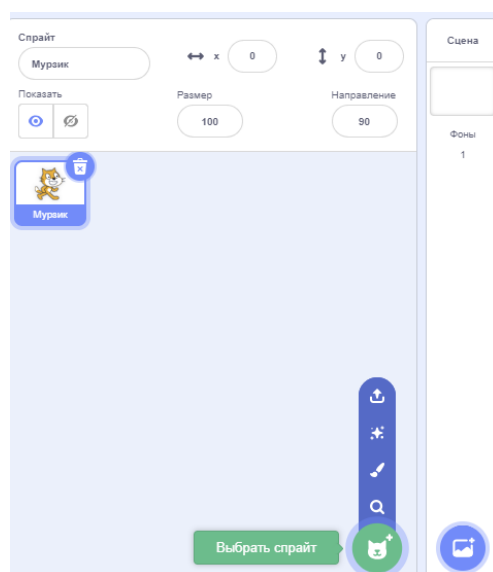 Спрайт
Мурзик
x 0
y 0
Показать
Размер
100
Направление
90
Мурзик
Выбрать спрайт
Сцена
Фоны
1